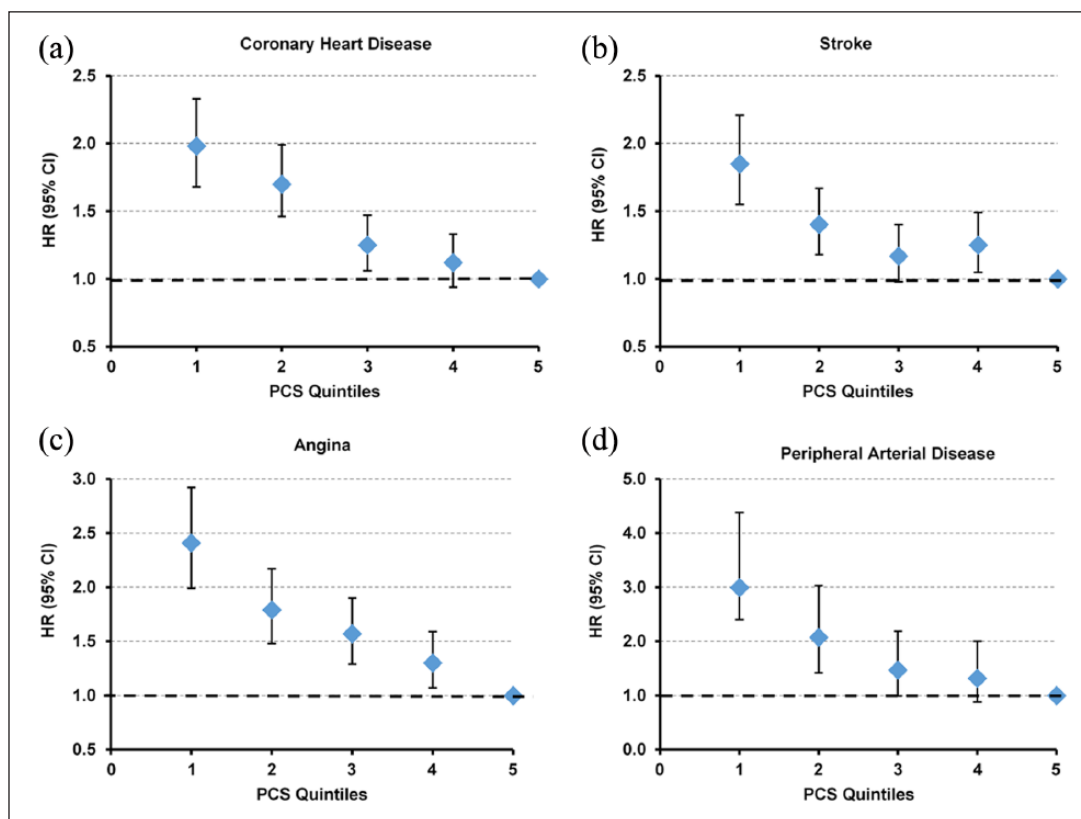 (a)
Coronary Heart Disease
HR (95% CI)
2.5
2.0
1.5
1.0
0.5
0 1 2 3 4 5
PCS Quintiles
(b)
Stroke
HR (95% CI)
2.5
2.0
1.5
1.0
0.5
0 1 2 3 4 5
PCS Quintiles
(c)
Angina
HR (95% CI)
3.0
2.5
2.0
1.5
1.0
0.5
0 1 2 3 4 5
PCS Quintiles
(d)
Peripheral Arterial Disease
HR (95% CI)
5.0
4.0
3.0
2.0
1.0
0.0
0 1 2 3 4 5
PCS Quintiles